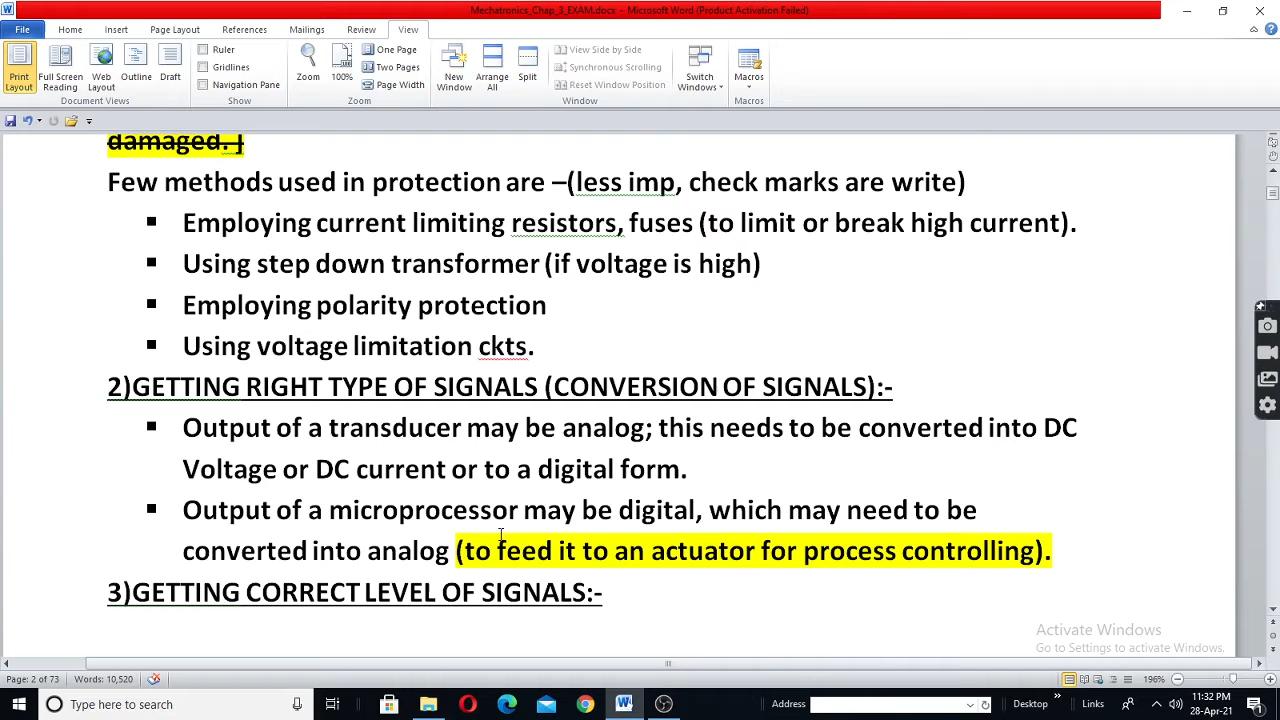 W
Mechatronics_Chap_3_EXAM.docx - Microsoft Word (Product Activation Failed)
File Home Insert Page Layout References Mailings Review View
Print Layout
Full Screen Reading
Web Layout
Outline
Draft
Document Views
Ruler
Gridlines
Navigation Pane
Show
Zoom
100%
One Page
Two Pages
Page Width
Zoom
New Window
Arrange All
Split
View Side by Side
Synchronous Scrolling
Reset Window Position
Window
Switch Windows
Macros
Macros
damaged. ]
Few methods used in protection are –(less imp, check marks are write)
▪ Employing current limiting resistors, fuses (to limit or break high current).
▪ Using step down transformer (if voltage is high)
▪ Employing polarity protection
▪ Using voltage limitation ckts.
2)GETTING RIGHT TYPE OF SIGNALS (CONVERSION OF SIGNALS):-
▪ Output of a transducer may be analog; this needs to be converted into DC
Voltage or DC current or to a digital form.
▪ Output of a microprocessor may be digital, which may need to be
converted into analog (to feed it to an actuator for process controlling).
3)GETTING CORRECT LEVEL OF SIGNALS:-
Activate Windows
Go to Settings to activate Windows.
Page: 2 of 73 Words: 10,520 196%
Type here to search
Address
Desktop
Links
11:32 PM
28-Apr-21